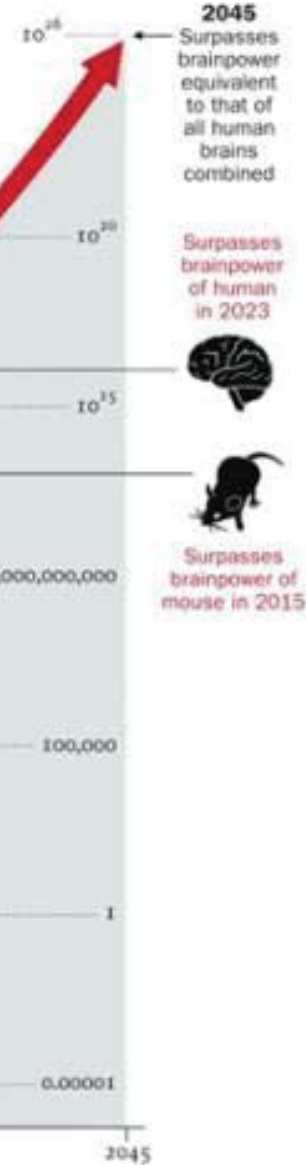 2045
Surpasses
brainpower
equivalent
to that of
all human
brains
combined
10²⁶
10²⁰
Surpasses
brainpower
of human
in 2023
10¹⁵
Surpasses
brainpower of
mouse in 2015
,000,000,000
100,000
1
0.00001
2045